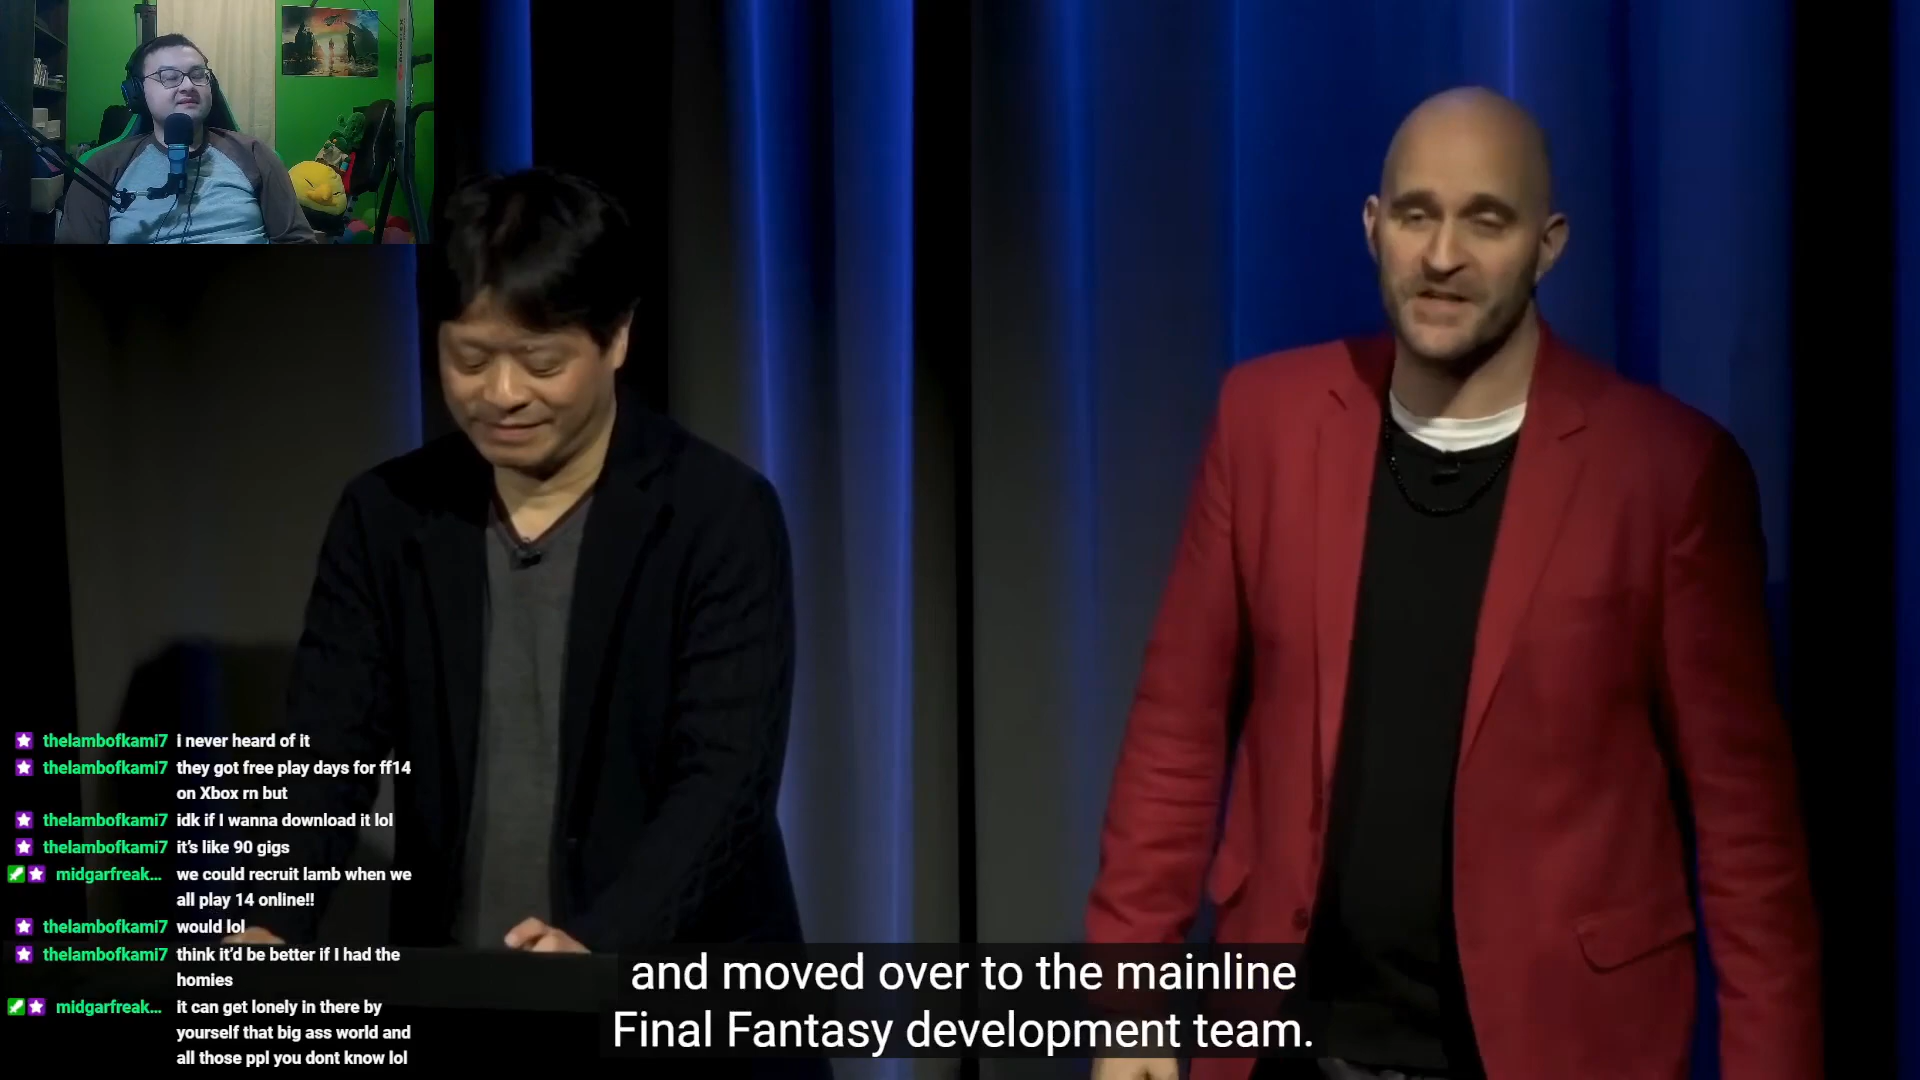 thelambofkami7 i never heard of it
thelambofkami7 they got free play days for ff14
on Xbox rn but
thelambofkami7 idk if I wanna download it lol
thelambofkami7 it's like 90 gigs
midgarfreak... we could recruit lamb when we
all play 14 online!!
thelambofkami7 would lol
thelambofkami7 think it'd be better if I had the
homies
midgarfreak... it can get lonely in there by
yourself that big ass world and
all those ppl you dont know lol
and moved over to the mainline
Final Fantasy development team.